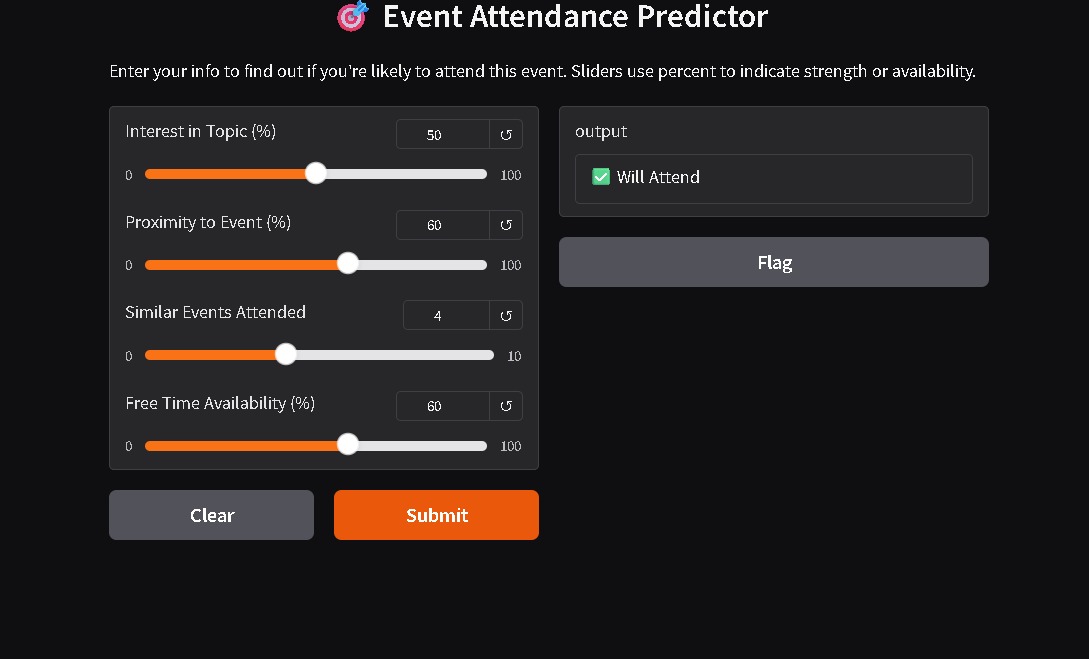 🎯 Event Attendance Predictor
Enter your info to find out if you're likely to attend this event. Sliders use percent to indicate strength or availability.
Interest in Topic (%)
50 ↺
0 100
Proximity to Event (%)
60 ↺
0 100
Similar Events Attended
4 ↺
0 10
Free Time Availability (%)
60 ↺
0 100
Clear
Submit
output
✅ Will Attend
Flag